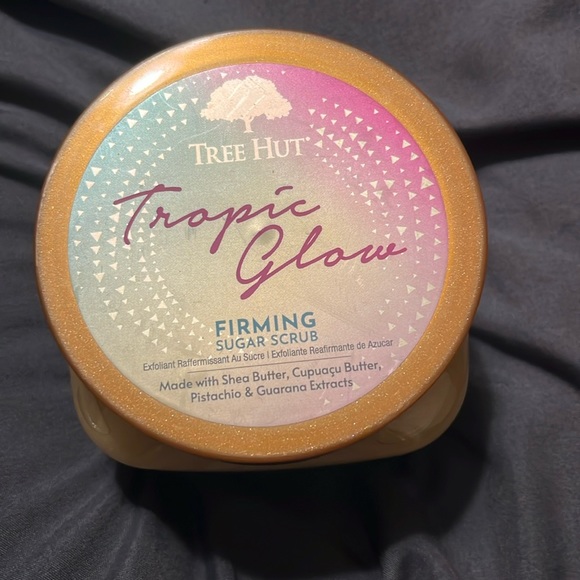 TREE HUT
Tropic
Glow
FIRMING
SUGAR SCRUB
Exfoliant Raffermissant Au Sucre | Exfoliante Reafirmante de Azucar
Made with Shea Butter, Cupuaçu Butter,
Pistachio & Guarana Extracts